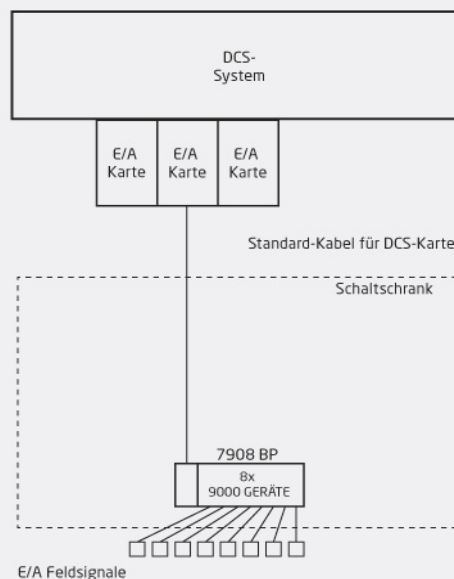 DCS-
System
E/A
Karte
E/A
Karte
E/A
Karte
Standard-Kabel für DCS-Karte
Schaltschrank
7908 BP
8x
9000 GERÄTE
E/A Feldsignale